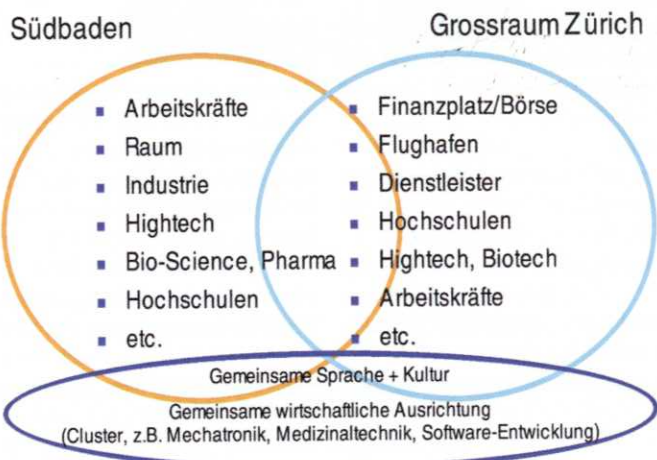 Südbaden
Grossraum Zürich
Arbeitskräfte
Raum
Industrie
Hightech
Bio-Science, Pharma
Hochschulen
etc.
Finanzplatz/Börse
Flughafen
Dienstleister
Hochschulen
Hightech, Biotech
Arbeitskräfte
etc.
Gemeinsame Sprache + Kultur
Gemeinsame wirtschaftliche Ausrichtung
(Cluster, z.B. Mechatronik, Medizinaltechnik, Software-Entwicklung)